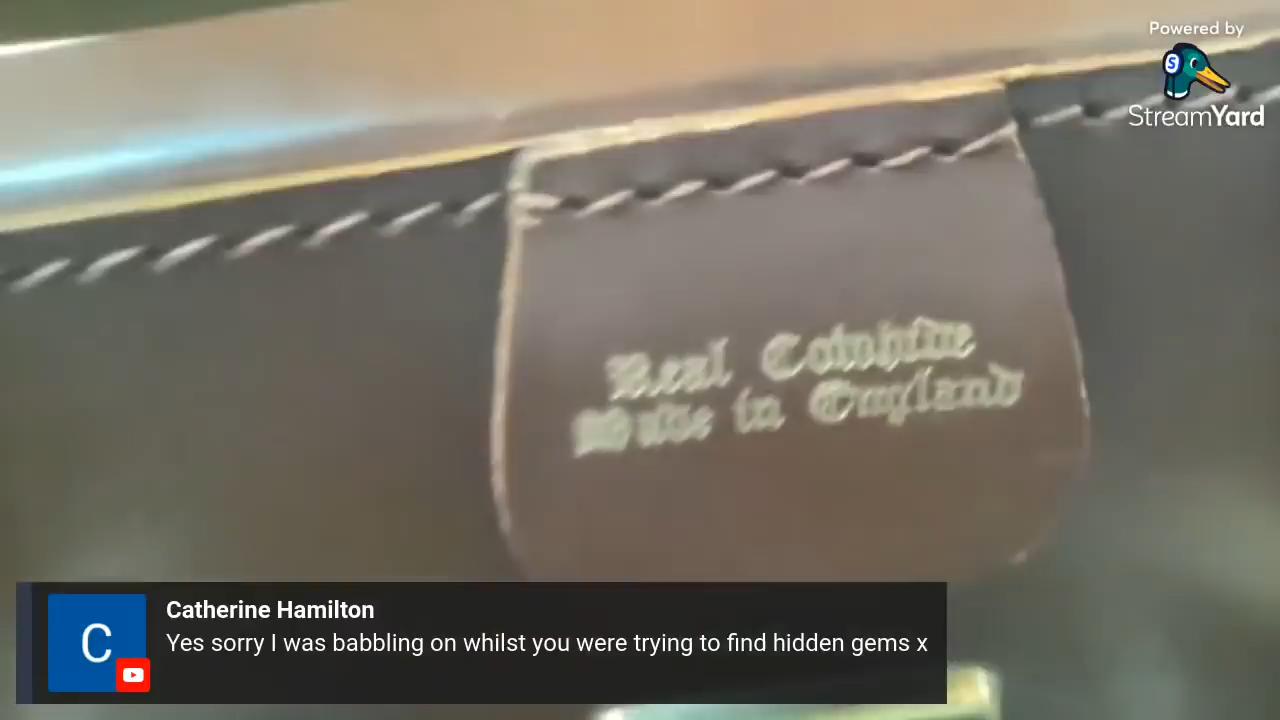 Powered by
StreamYard
Real Cowhide
Made in England
C
Catherine Hamilton
Yes sorry I was babbling on whilst you were trying to find hidden gems x